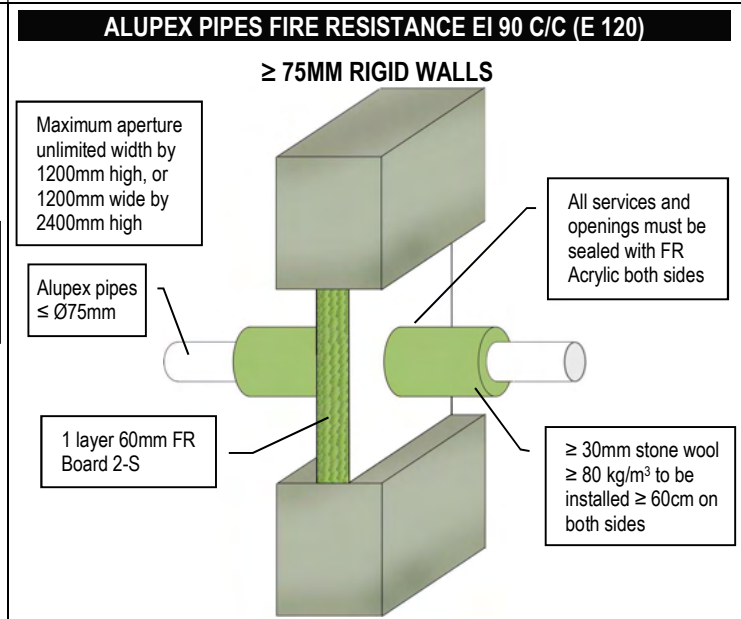 ALUPEX PIPES FIRE RESISTANCE EI 90 C/C (E 120)
≥ 75MM RIGID WALLS
Maximum aperture
unlimited width by
1200mm high, or
1200mm wide by
2400mm high
All services and
openings must be
sealed with FR
Acrylic both sides
Alupex pipes
≤ Ø75mm
1 layer 60mm FR
Board 2-S
≥ 30mm stone wool
≥ 80 kg/m³ to be
installed ≥ 60cm on
both sides